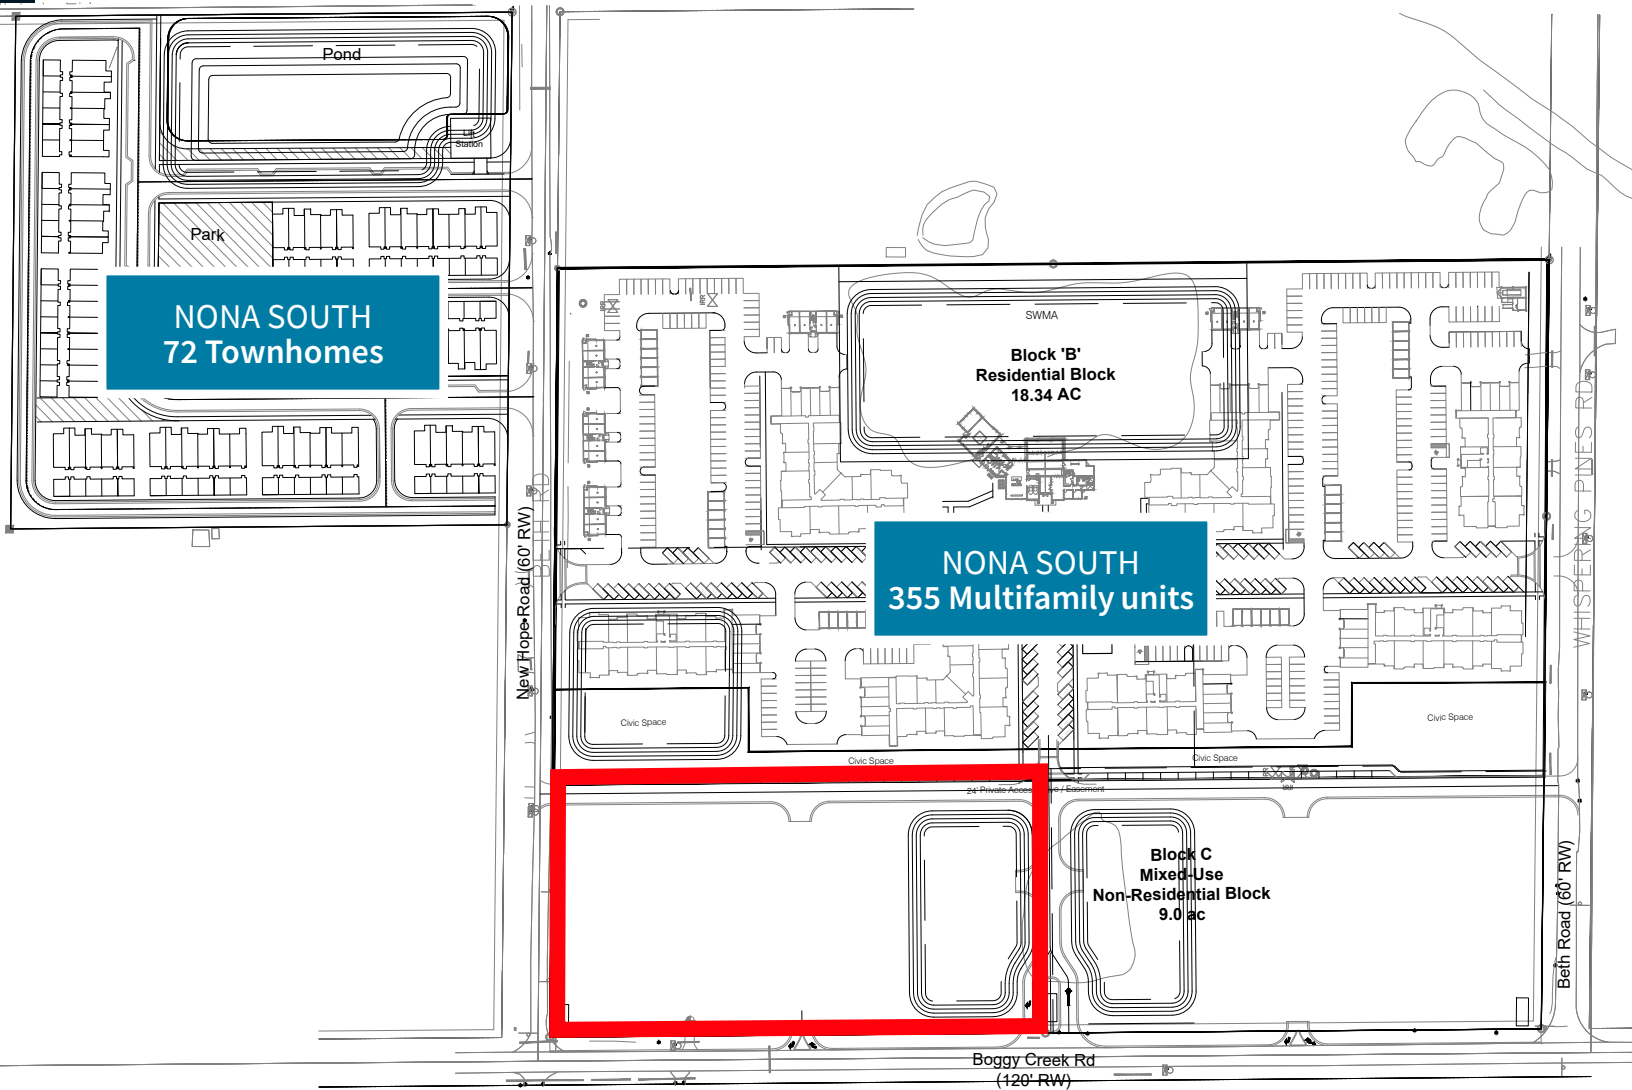 Pond
Lift
Station
Park
NONA SOUTH
72 Townhomes
SWMA
Block 'B'
Residential Block
18.34 AC
NONA SOUTH
355 Multifamily units
New Hope Road (60' RW)
WHISPERING PINES RD
Civic Space
Civic Space
Civic Space
Civic Space
24' Private Access Drive / Easement
Block C
Mixed-Use
Non-Residential Block
9.0 ac
Beth Road (60' RW)
Boggy Creek Rd
(120' RW)